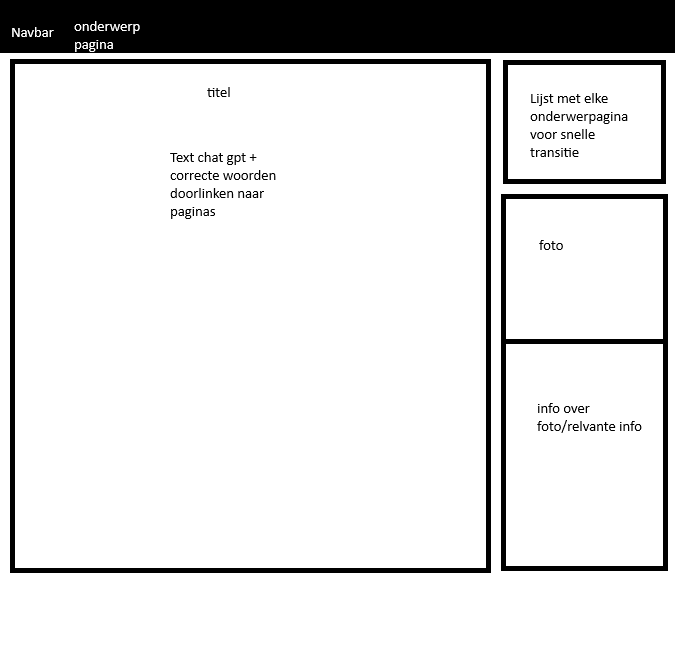 Navbar
onderwerp
pagina
titel
Text chat gpt +
correcte woorden
doorlinken naar
paginas
Lijst met elke
onderwerpagina
voor snelle
transitie
foto
info over
foto/relvante info